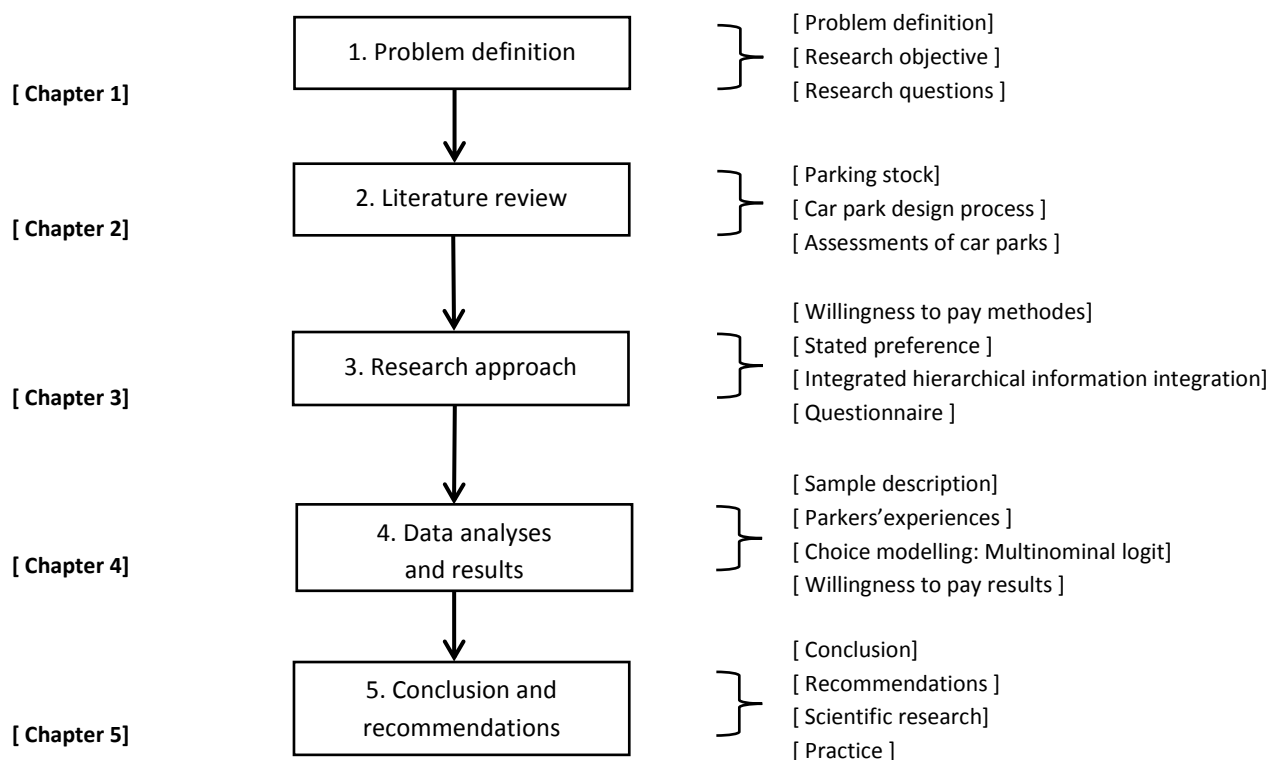 1. Problem definition
[ Problem definition]
[ Research objective ]
[ Research questions ]
[ Chapter 1]
2. Literature review
[ Parking stock]
[ Car park design process ]
[ Assessments of car parks ]
[ Chapter 2]
3. Research approach
[ Willingness to pay methodes]
[ Stated preference ]
[ Integrated hierarchical information integration]
[ Questionnaire ]
[ Chapter 3]
4. Data analyses
and results
[ Sample description]
[ Parkers'experiences ]
[ Choice modelling: Multinominal logit]
[ Willingness to pay results ]
[ Chapter 4]
5. Conclusion and
recommendations
[ Conclusion]
[ Recommendations ]
[ Scientific research]
[ Practice ]
[ Chapter 5]